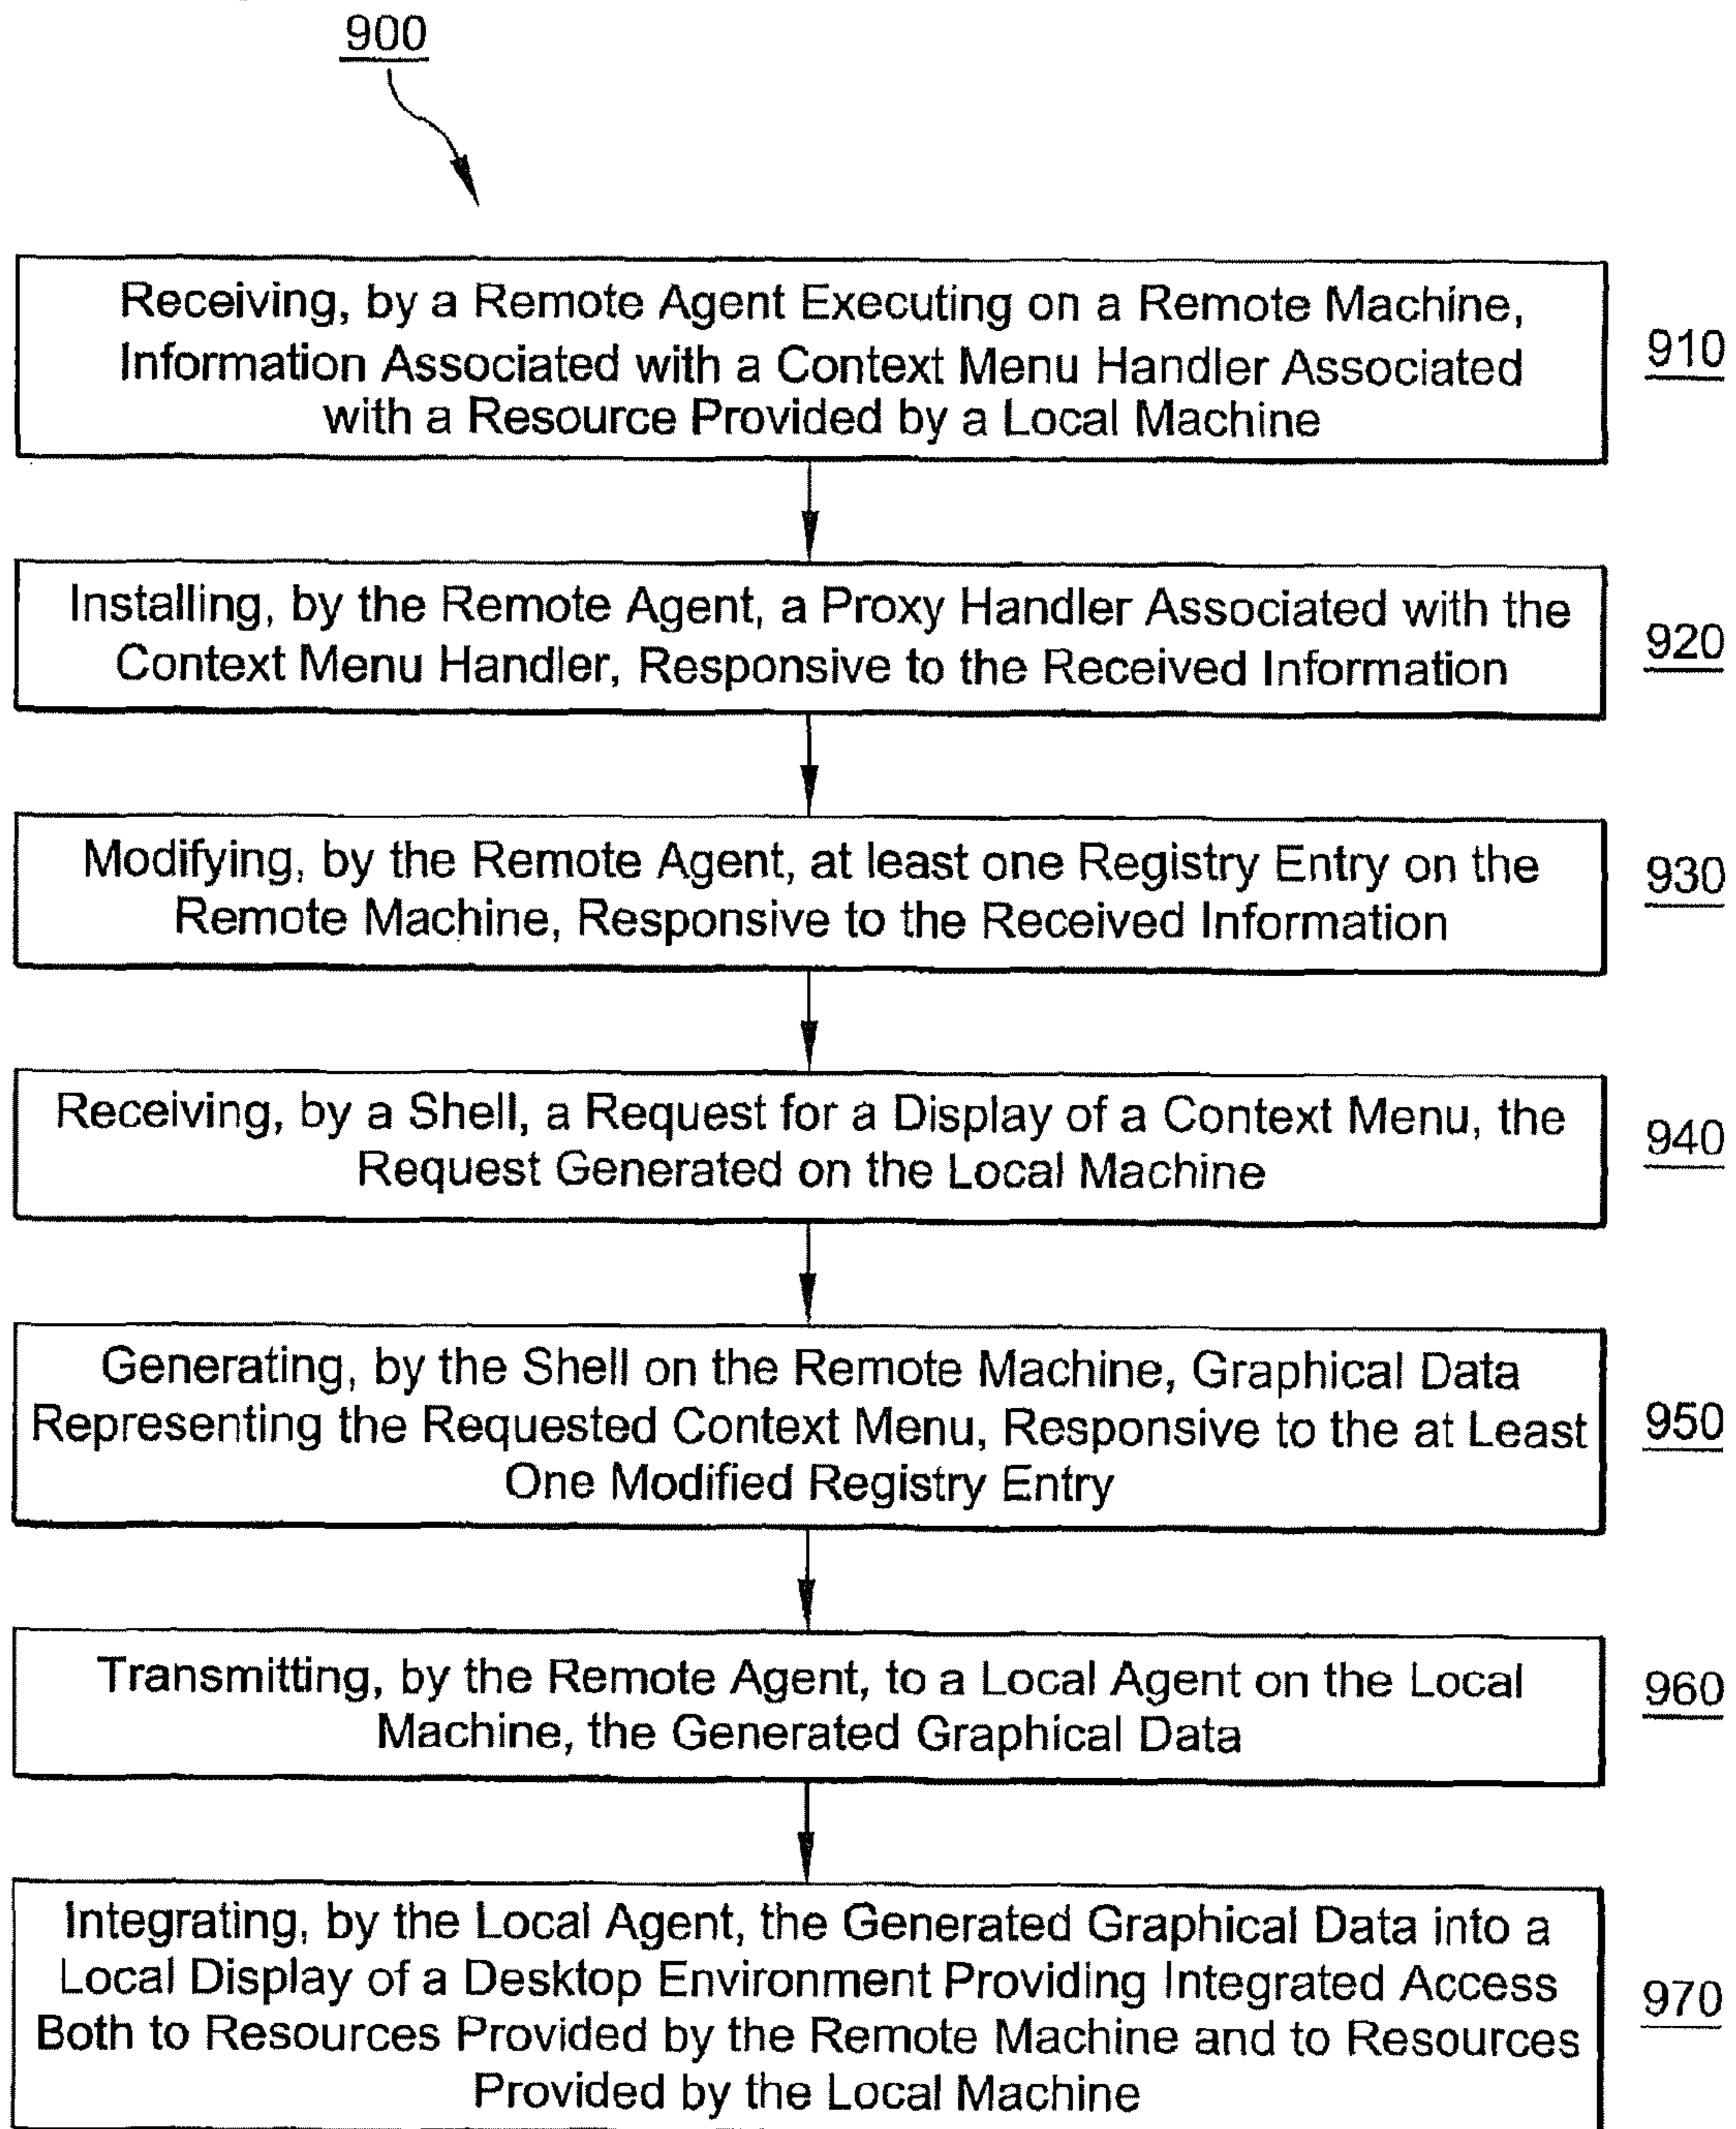 900
Receiving, by a Remote Agent Executing on a Remote Machine,
Information Associated with a Context Menu Handler Associated
with a Resource Provided by a Local Machine
910
Installing, by the Remote Agent, a Proxy Handler Associated with the
Context Menu Handler, Responsive to the Received Information
920
Modifying, by the Remote Agent, at least one Registry Entry on the
Remote Machine, Responsive to the Received Information
930
Receiving, by a Shell, a Request for a Display of a Context Menu, the
Request Generated on the Local Machine
940
Generating, by the Shell on the Remote Machine, Graphical Data
Representing the Requested Context Menu, Responsive to the at Least
One Modified Registry Entry
950
Transmitting, by the Remote Agent, to a Local Agent on the Local
Machine, the Generated Graphical Data
960
Integrating, by the Local Agent, the Generated Graphical Data into a
Local Display of a Desktop Environment Providing Integrated Access
Both to Resources Provided by the Remote Machine and to Resources
Provided by the Local Machine
970